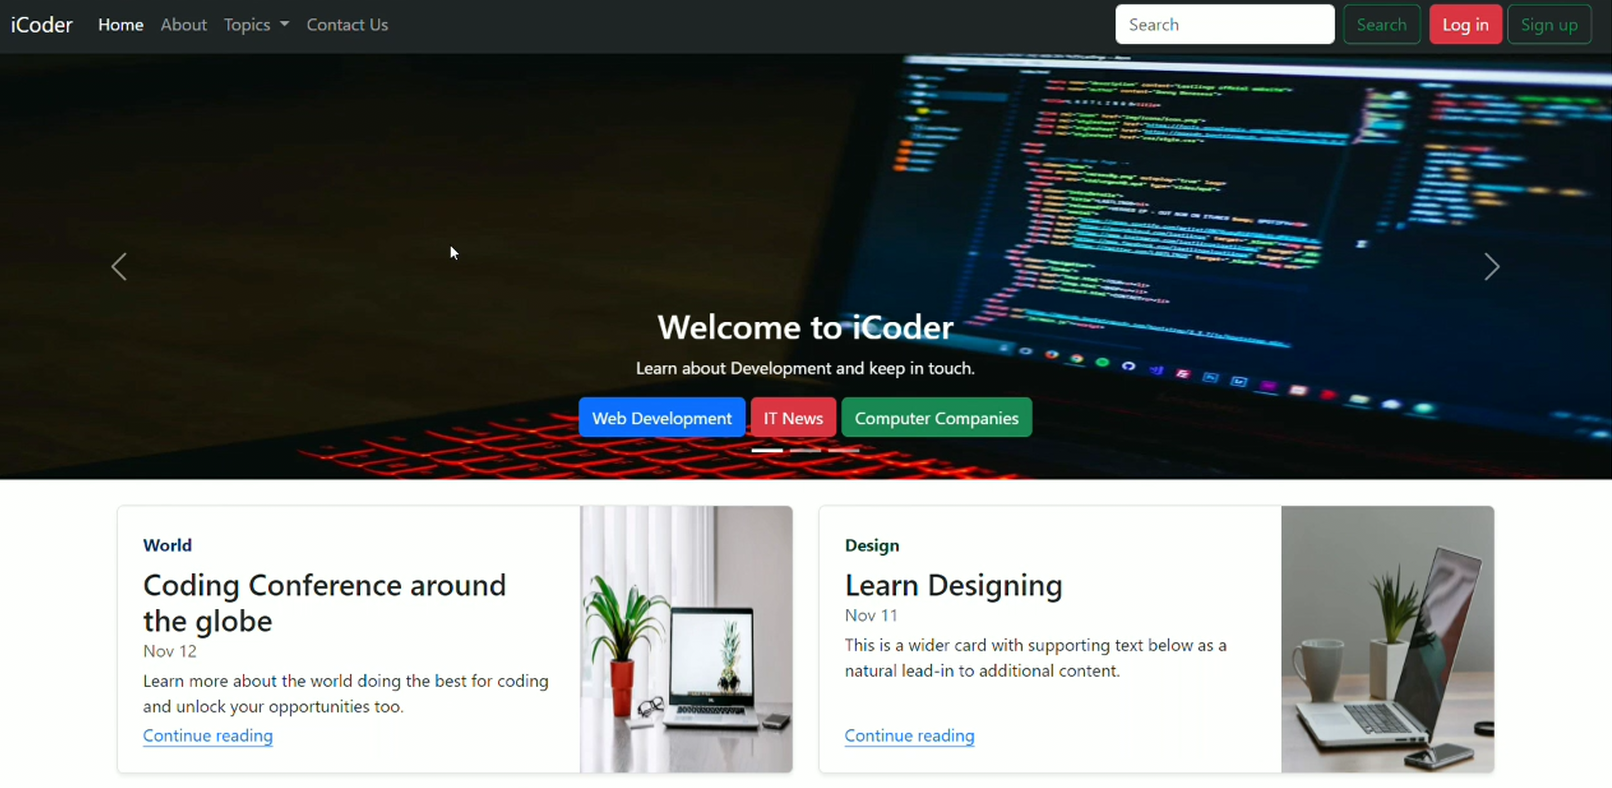 iCoder Home About Topics Contact Us Search Search Log in Sign up
Welcome to iCoder
Learn about Development and keep in touch.
Web Development IT News Computer Companies
World
Coding Conference around
the globe
Nov 12
Learn more about the world doing the best for coding
and unlock your opportunities too.
Continue reading
Design
Learn Designing
Nov 11
This is a wider card with supporting text below as a
natural lead-in to additional content.
Continue reading